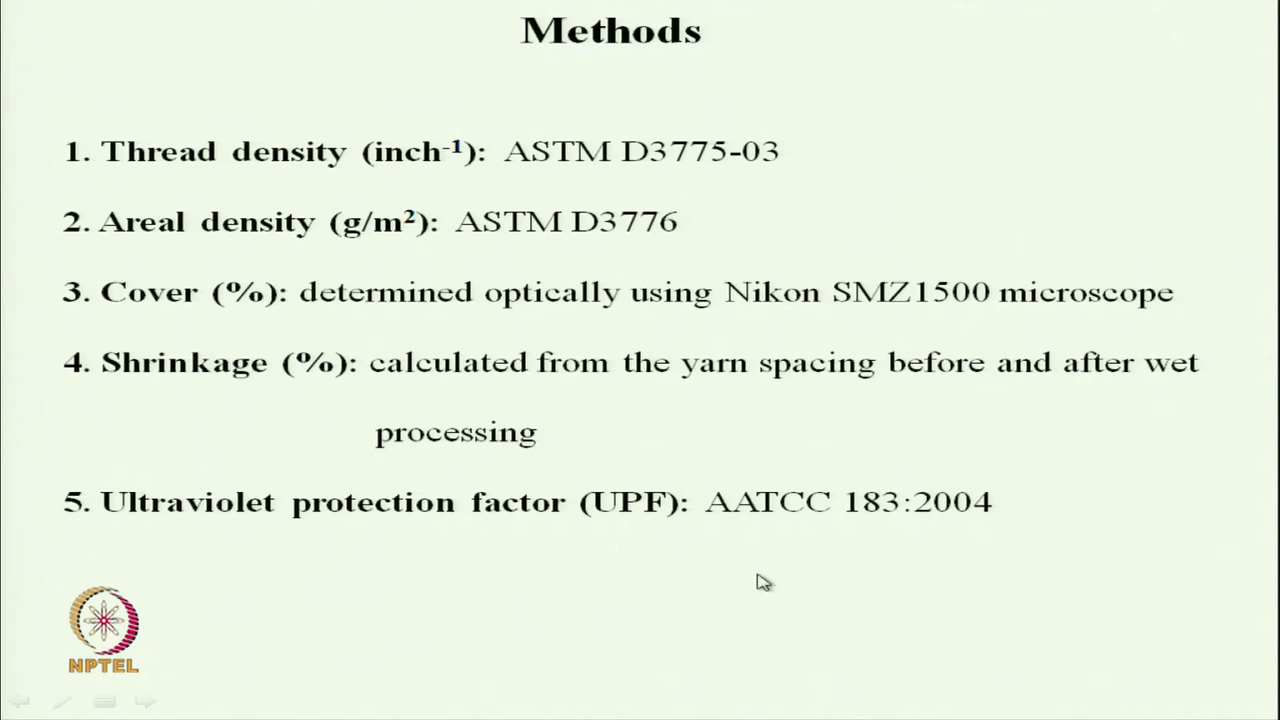 Methods
1. Thread density (inch⁻¹): ASTM D3775-03
2. Areal density (g/m²): ASTM D3776
3. Cover (%): determined optically using Nikon SMZ1500 microscope
4. Shrinkage (%): calculated from the yarn spacing before and after wet
processing
5. Ultraviolet protection factor (UPF): AATCC 183:2004
NPTEL